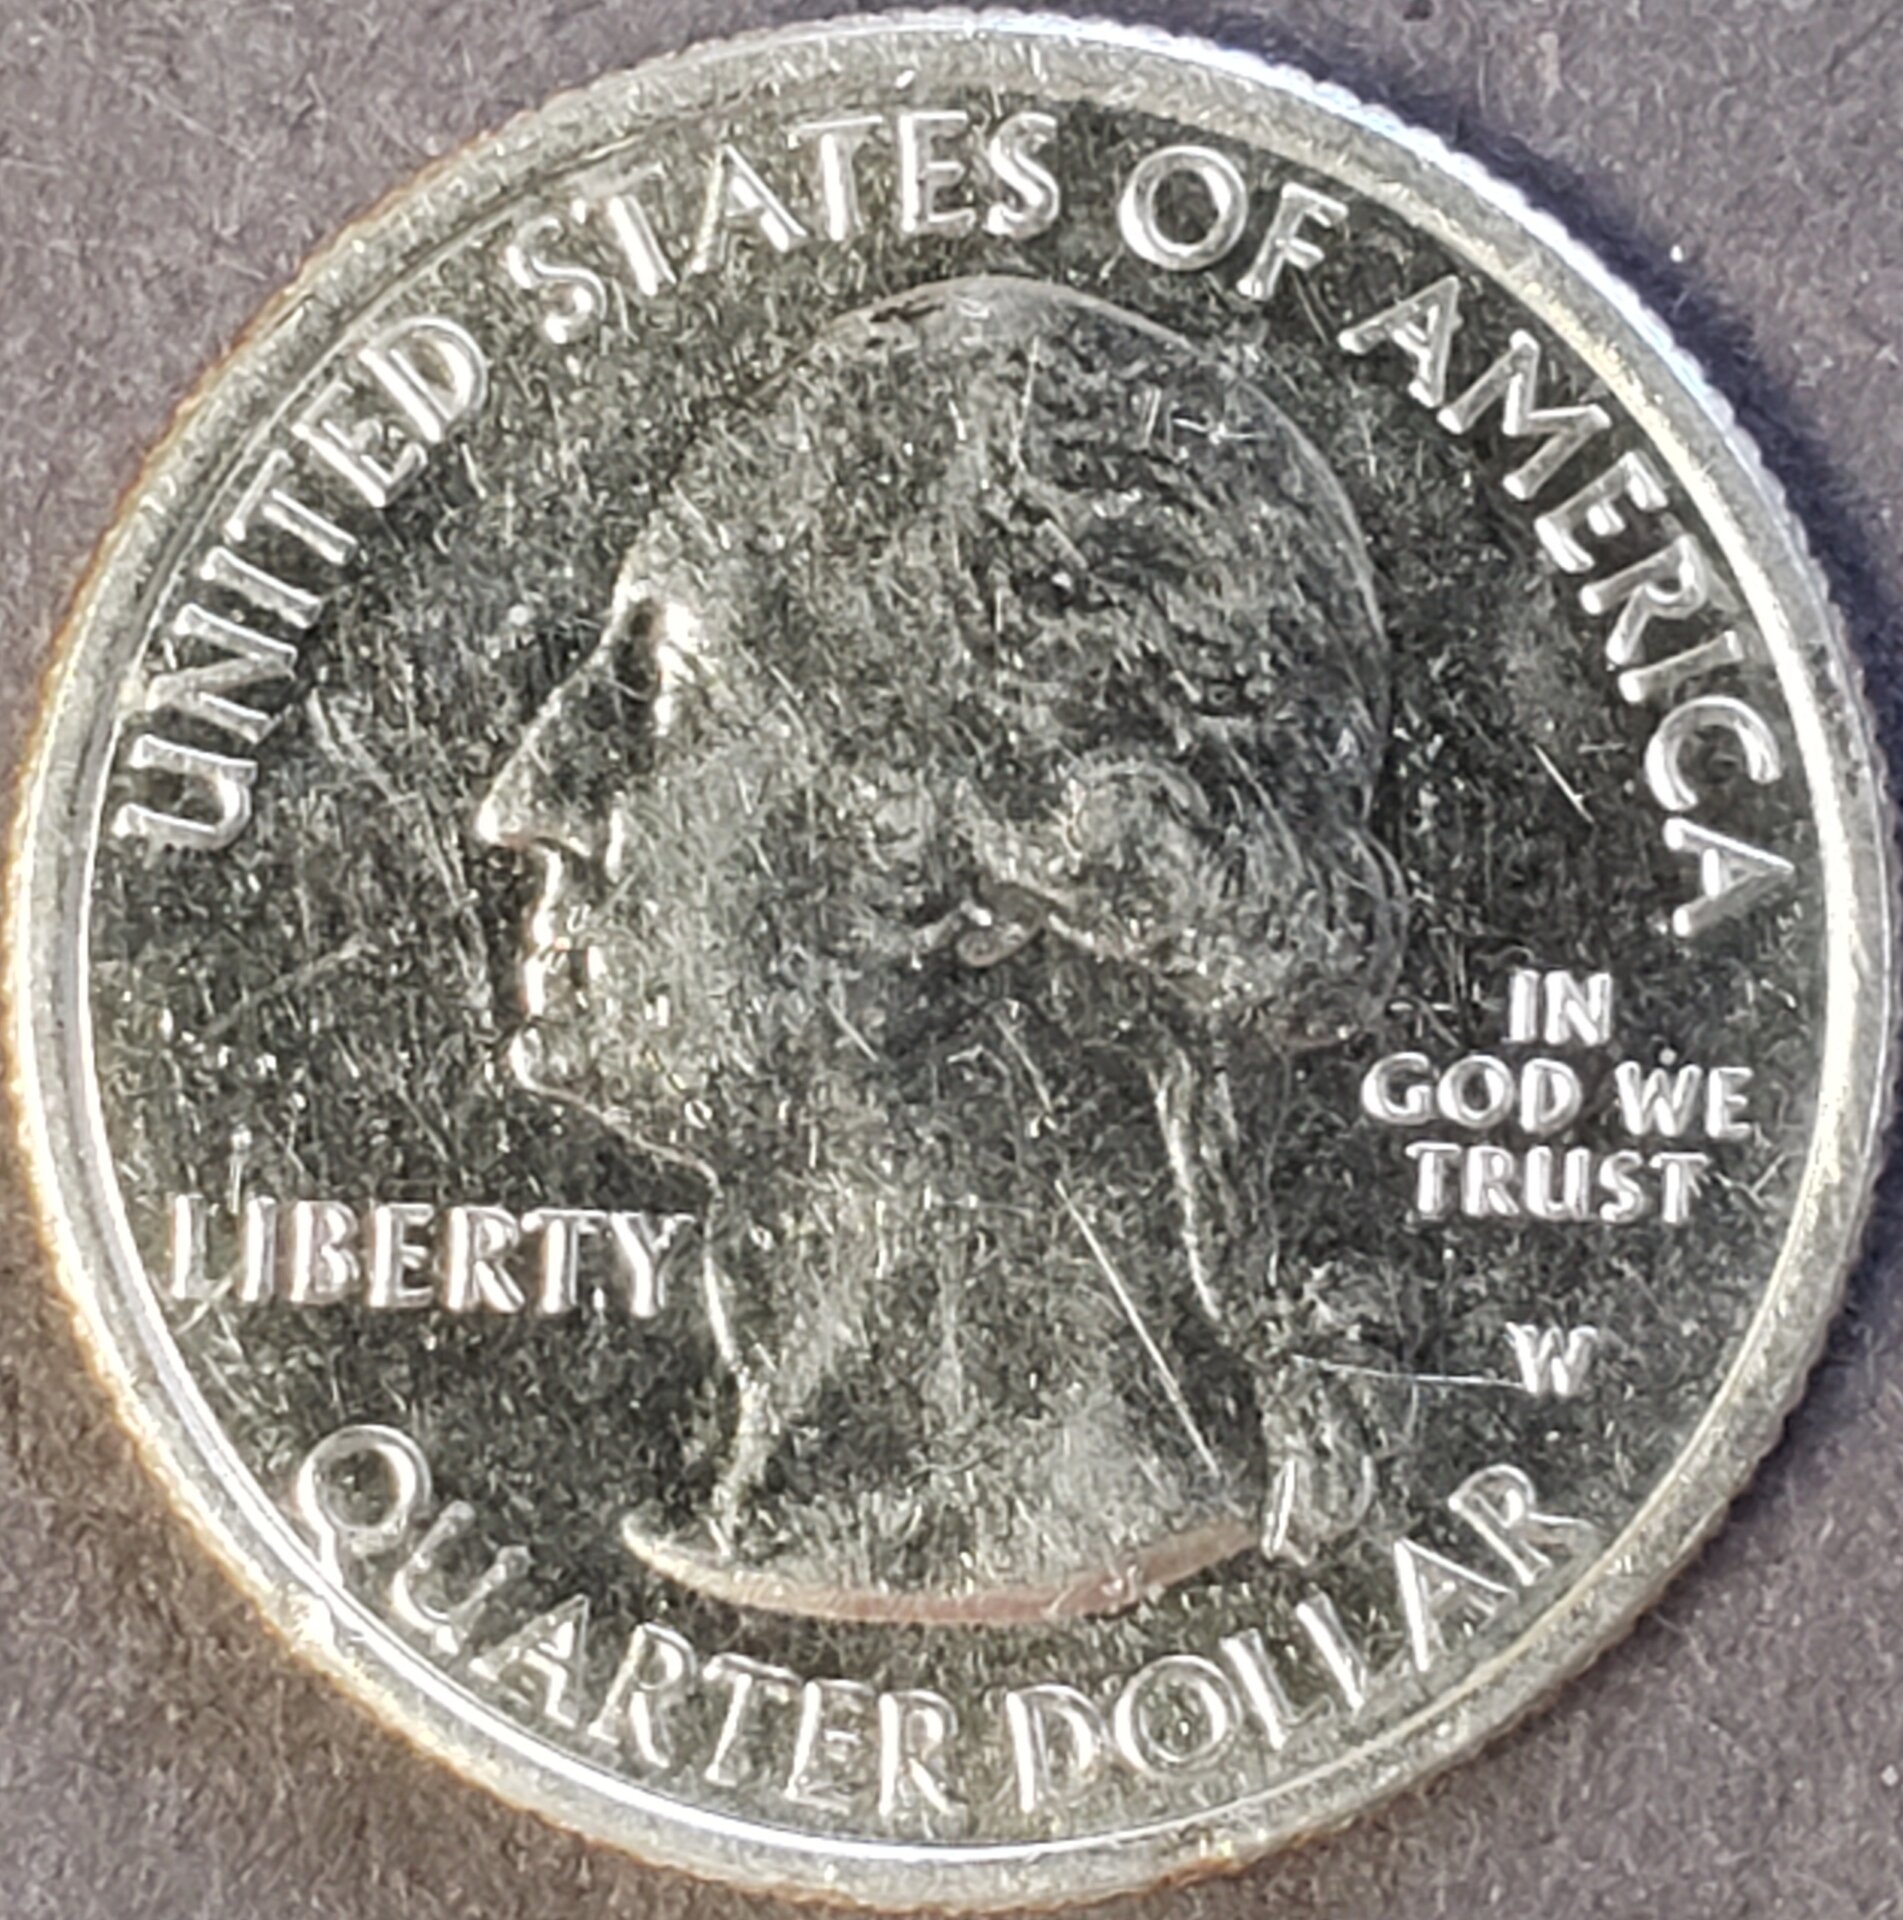 UNITED STATES OF AMERICA
IN
GOD WE
TRUST
LIBERTY
W
QUARTER DOLLAR